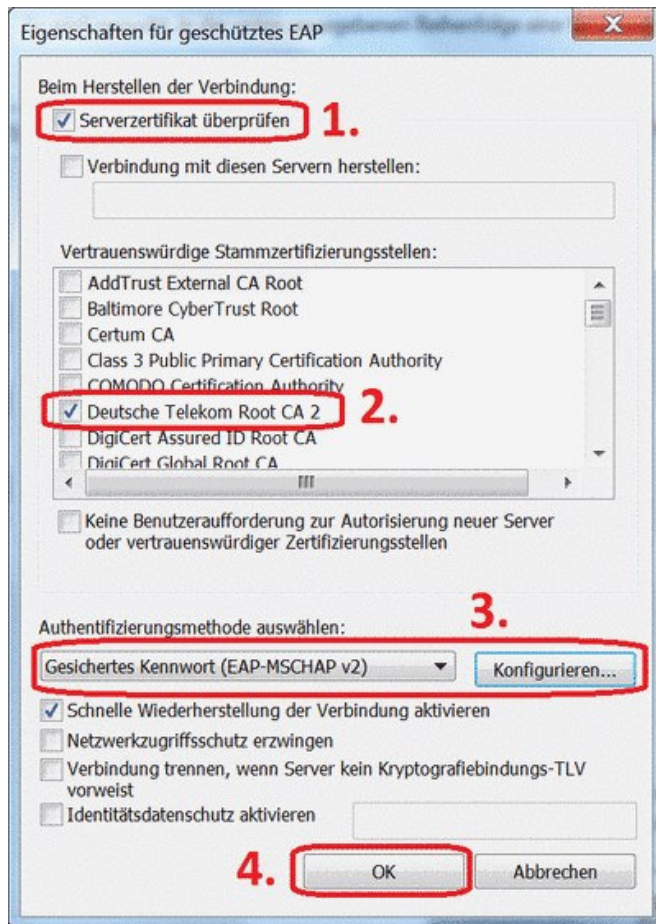 Eigenschaften für geschütztes EAP
Beim Herstellen der Verbindung:
Serverzertifikat überprüfen
1.
Verbindung mit diesen Servern herstellen:
Vertrauenswürdige Stammzertifizierungsstellen:
AddTrust External CA Root
Baltimore CyberTrust Root
Certum CA
Class 3 Public Primary Certification Authority
COMODO Certification Authority
Deutsche Telekom Root CA 2
2.
DigiCert Assured ID Root CA
DigiCert Global Root CA
Keine Benutzeraufforderung zur Autorisierung neuer Server
oder vertrauenswürdiger Zertifizierungsstellen
3.
Authentifizierungsmethode auswählen:
Gesichertes Kennwort (EAP-MSCHAP v2)
Konfigurieren...
Schnelle Wiederherstellung der Verbindung aktivieren
Netzwerkzugriffsschutz erzwingen
Verbindung trennen, wenn Server kein Kryptografiebindungs-TLV
vorweist
Identitätsdatenschutz aktivieren
4.
OK
Abbrechen